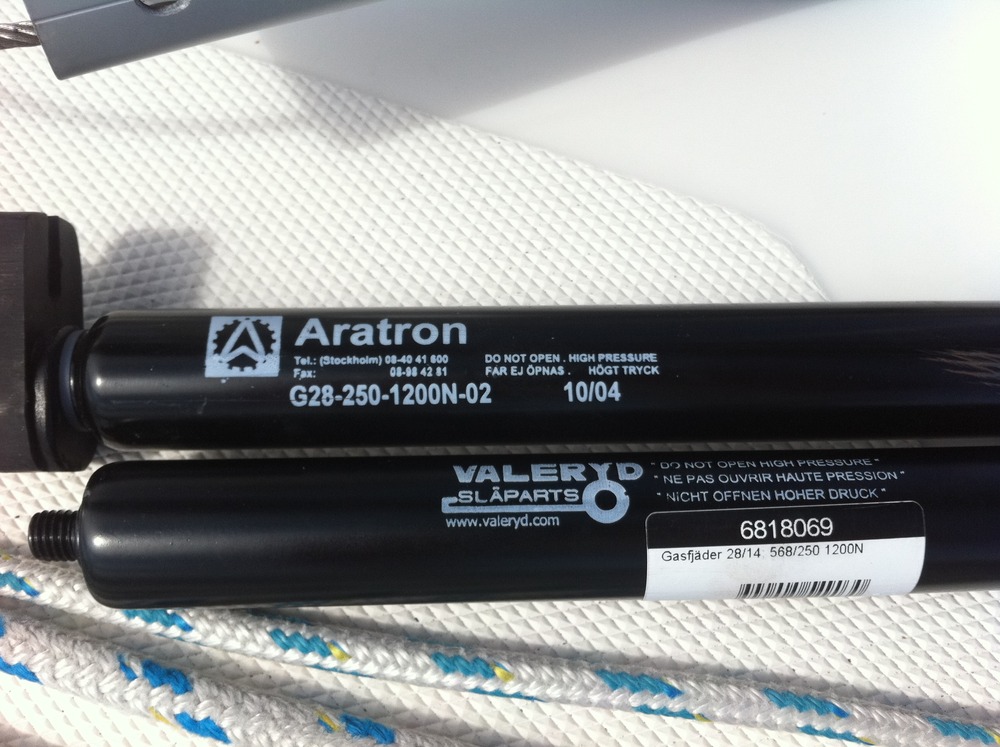 Aratron
Tel.: (Stockholm) 08-40 41 600
Fax: 08-98 42 81
DO NOT OPEN . HIGH PRESSURE
FÅR EJ ÖPNAS . HÖGT TRYCK
G28-250-1200N-02 10/04
VALERYD
SLÄPARTS
www.valeryd.com
" DO NOT OPEN HIGH PRESSURE "
" NE PAS OUVRIR HAUTE PRESSION "
" NICHT OFFNEN HOHER DRUCK "
6818069
Gasfjäder 28/14 568/250 1200N